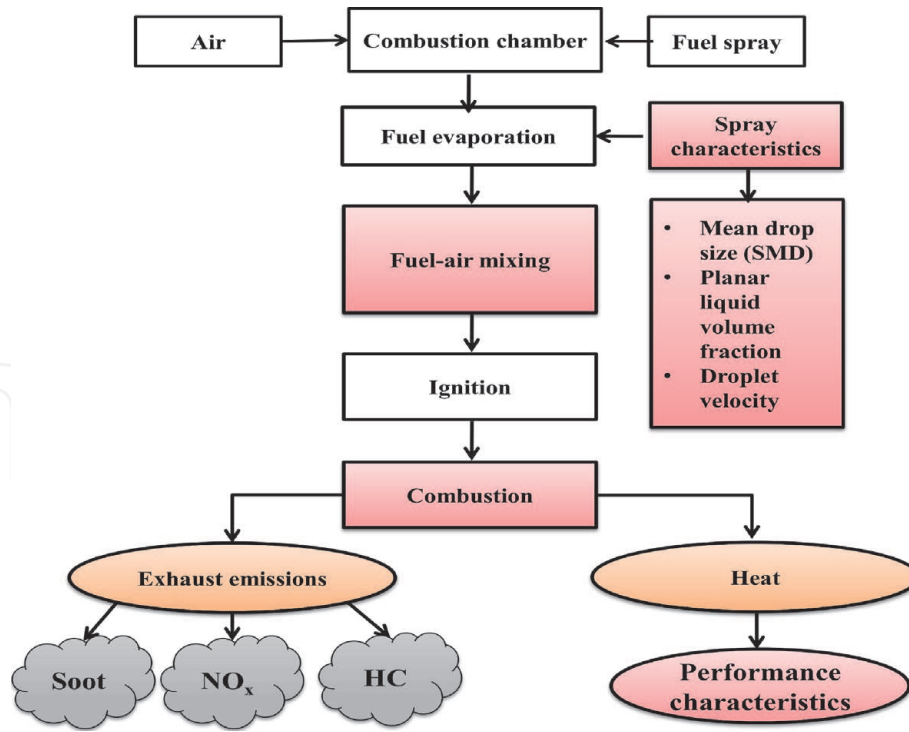 Air
Combustion chamber
Fuel spray
Fuel evaporation
Spray
characteristics
Fuel-air mixing
• Mean drop
size (SMD)
• Planar
liquid
volume
fraction
• Droplet
velocity
Ignition
Combustion
Exhaust emissions
Heat
Soot
NOₓ
HC
Performance
characteristics